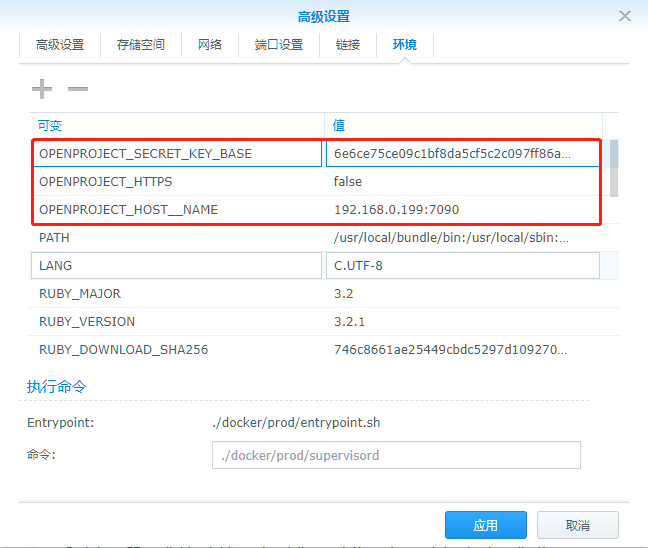 高级设置
高级设置 存储空间 网络 端口设置 链接 环境
可变 值
OPENPROJECT_SECRET_KEY_BASE 6e6ce75ce09c1bf8da5cf5c2c097ff86a...
OPENPROJECT_HTTPS false
OPENPROJECT_HOST__NAME 192.168.0.199:7090
PATH /usr/local/bundle/bin:/usr/local/sbin:...
LANG C.UTF-8
RUBY_MAJOR 3.2
RUBY_VERSION 3.2.1
RUBY_DOWNLOAD_SHA256 746c8661ae25449cbdc5297d109270...
执行命令
Entrypoint: ./docker/prod/entrypoint.sh
命令: ./docker/prod/supervisord
应用 取消